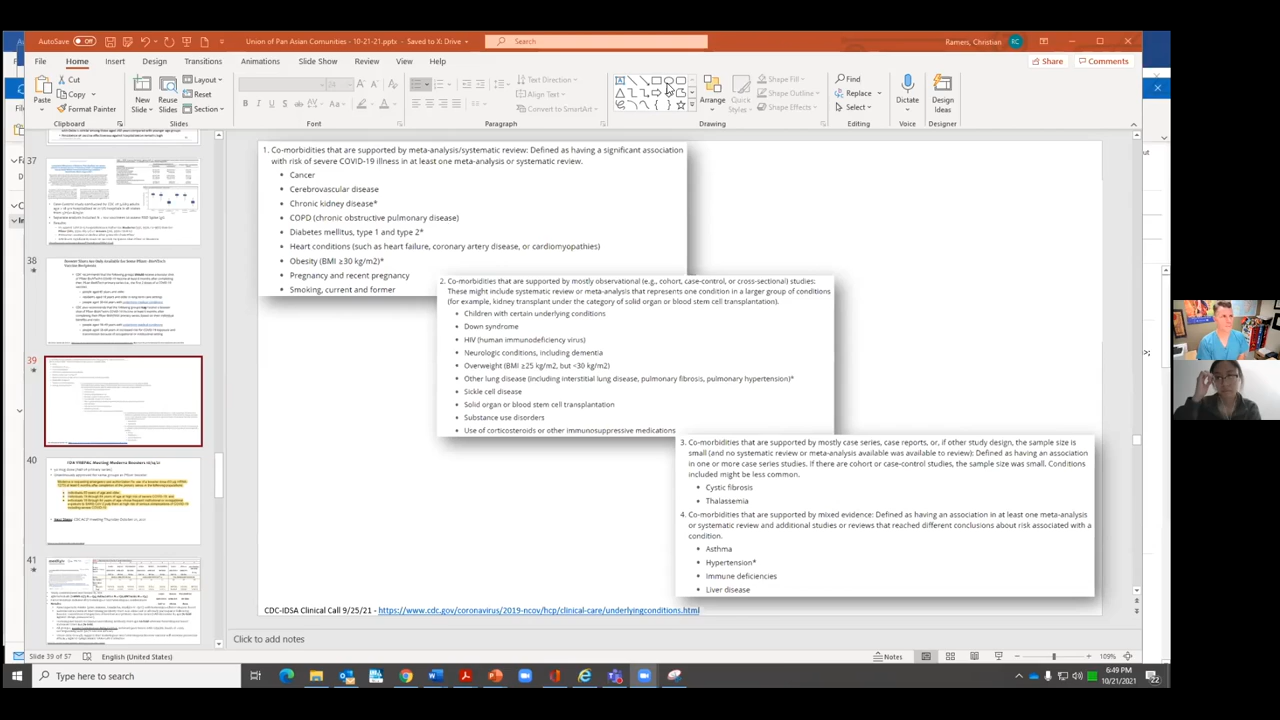 AutoSave Off
Union of Pan Asian Comunities - 10-21-21.pptx - Saved to X: Drive
Search
Ramers, Christian RC
File Home Insert Design Transitions Animations Slide Show Review View Help
Share Comments
Paste
Cut
Copy
Format Painter
Clipboard
New
Slide
Reuse
Slides
Layout
Reset
Section
Slides
Font
Text Direction
Align Text
Convert to SmartArt
Paragraph
Arrange
Quick
Styles
Shape Fill
Shape Outline
Shape Effects
Drawing
Find
Replace
Select
Editing
Dictate
Voice
Design
Ideas
Designer
37
38
39
40
41
1. Co-morbidities that are supported by meta-analysis/systematic review: Defined as having a significant association
with risk of severe COVID-19 illness in at least one meta-analysis or systematic review.
• Cancer
• Cerebrovascular disease
• Chronic kidney disease*
• COPD (chronic obstructive pulmonary disease)
• Diabetes mellitus, type 1 and type 2*
• Heart conditions (such as heart failure, coronary artery disease, or cardiomyopathies)
• Obesity (BMI ≥30 kg/m2)*
• Pregnancy and recent pregnancy
• Smoking, current and former
2. Co-morbidities that are supported by mostly observational (e.g., cohort, case-control, or cross-sectional) studies:
These might include systematic review or meta-analysis that represents one condition in a larger group of conditions
(for example, kidney transplant under the category of solid organ or blood stem cell transplantation).
• Children with certain underlying conditions
• Down syndrome
• HIV (human immunodeficiency virus)
• Neurologic conditions, including dementia
• Overweight (BMI ≥25 kg/m2, but <30 kg/m2)
• Other lung disease (including interstitial lung disease, pulmonary fibrosis, pulmonary hypertension)*
• Sickle cell disease
• Solid organ or blood stem cell transplantation
• Substance use disorders
• Use of corticosteroids or other immunosuppressive medications
3. Co-morbidities that are supported by mostly case series, case reports, or, if other study design, the sample size is
small (and no systematic review or meta-analysis available was available to review): Defined as having an association
in one or more case series studies. If there are cohort or case-control studies, the sample size was small. Conditions
included might be less common.
• Cystic fibrosis
• Thalassemia
4. Co-morbidities that are supported by mixed evidence: Defined as having an association in at least one meta-analysis
or systematic review and additional studies or reviews that reached different conclusions about risk associated with a
condition.
• Asthma
• Hypertension*
• Immune deficiencies
• Liver disease
CDC-IDSA Clinical Call 9/25/21 - https://www.cdc.gov/coronavirus/2019-ncov/hcp/clinical-care/underlyingconditions.html
Click to add notes
Slide 39 of 57 English (United States)
Notes
109%
Type here to search
6:49 PM
10/21/2021
22